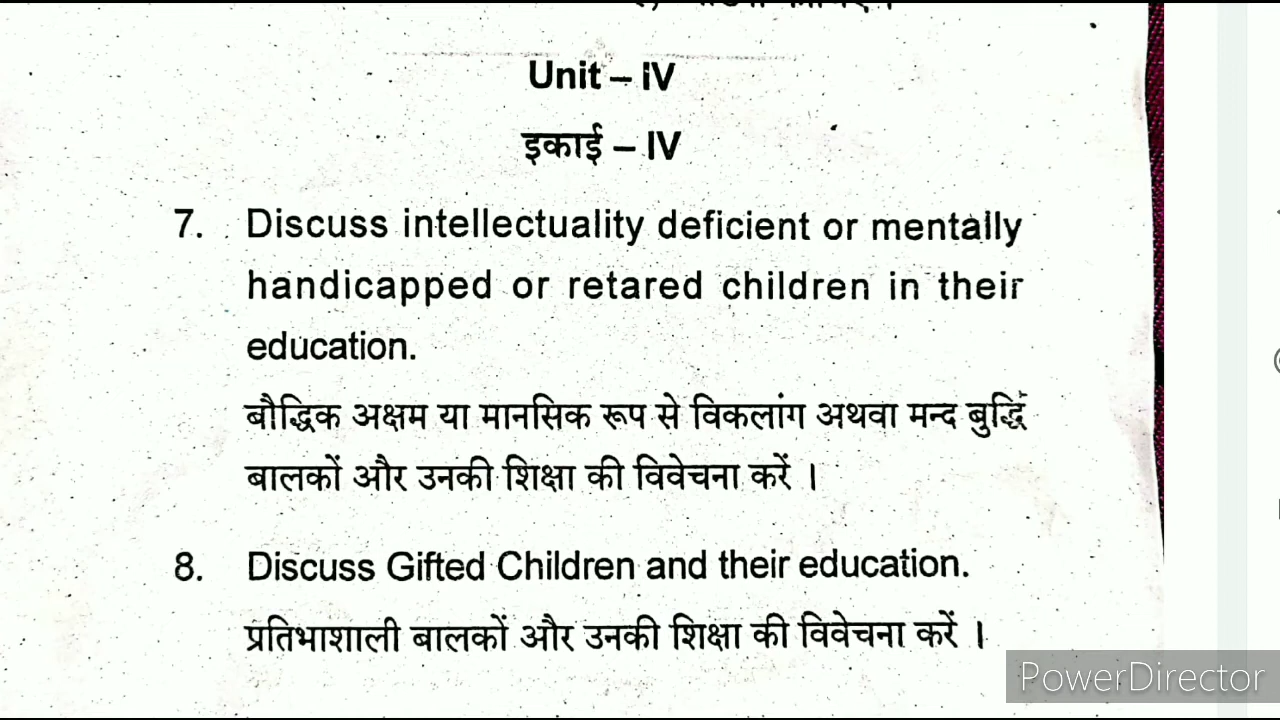 Unit – IV
इकाई – IV
7. Discuss intellectuality deficient or mentally
handicapped or retared children in their
education.
बौद्धिक अक्षम या मानसिक रूप से विकलांग अथवा मन्द बुद्धि
बालकों और उनकी शिक्षा की विवेचना करें ।
8. Discuss Gifted Children and their education.
प्रतिभाशाली बालकों और उनकी शिक्षा की विवेचना करें ।
PowerDirector